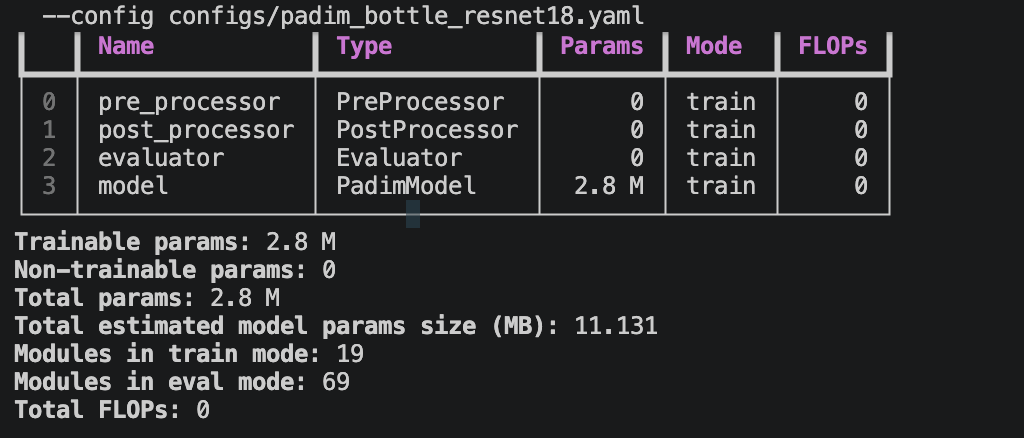 --config configs/padim_bottle_resnet18.yaml
Name Type Params Mode FLOPs
0 pre_processor PreProcessor 0 train 0
1 post_processor PostProcessor 0 train 0
2 evaluator Evaluator 0 train 0
3 model PadimModel 2.8 M train 0
Trainable params: 2.8 M
Non-trainable params: 0
Total params: 2.8 M
Total estimated model params size (MB): 11.131
Modules in train mode: 19
Modules in eval mode: 69
Total FLOPs: 0